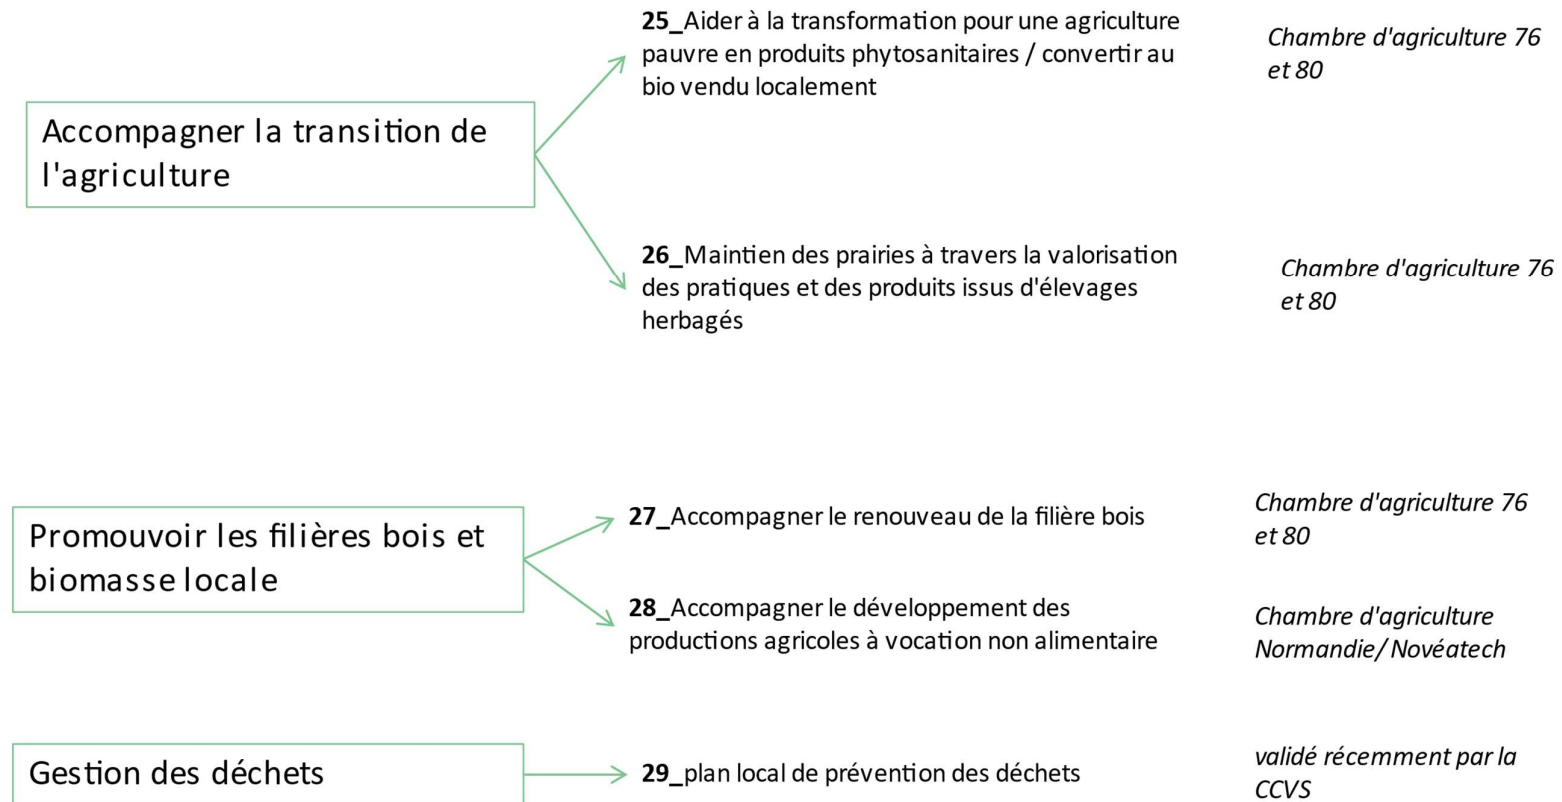 25_Aider à la transformation pour une agriculture
pauvre en produits phytosanitaires / convertir au
bio vendu localement
Chambre d'agriculture 76
et 80
Accompagner la transition de
l'agriculture
26_Maintien des prairies à travers la valorisation
des pratiques et des produits issus d'élevages
herbagés
Chambre d'agriculture 76
et 80
Promouvoir les filières bois et
biomasse locale
27_Accompagner le renouveau de la filière bois
Chambre d'agriculture 76
et 80
28_Accompagner le développement des
productions agricoles à vocation non alimentaire
Chambre d'agriculture
Normandie/ Novéatech
Gestion des déchets
29_plan local de prévention des déchets
validé récemment par la
CCVS